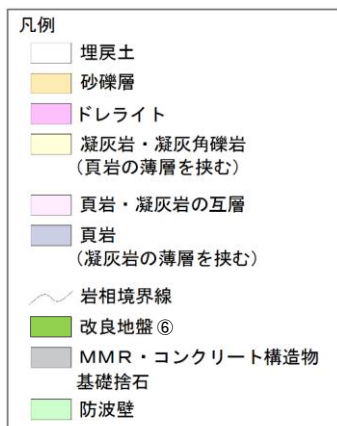 凡例
埋戻土
砂礫層
ドレライト
凝灰岩・凝灰角礫岩
(頁岩の薄層を挟む)
頁岩・凝灰岩の互層
頁岩
(凝灰岩の薄層を挟む)
岩相境界線
改良地盤⑥
MMR・コンクリート構造物
基礎捨石
防波壁